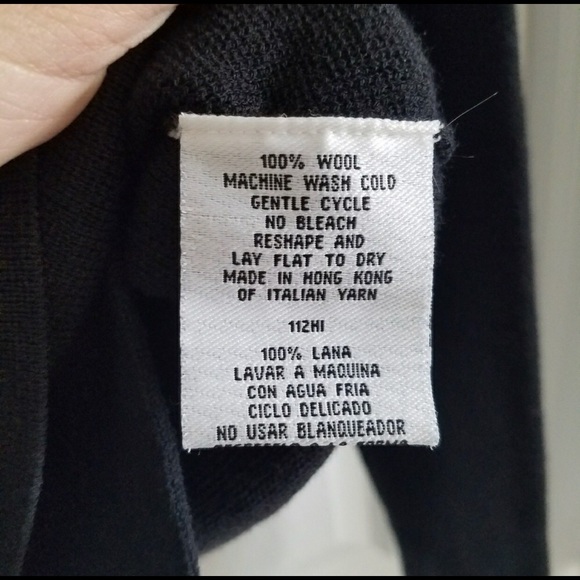 100% WOOL
MACHINE WASH COLD
GENTLE CYCLE
NO BLEACH
RESHAPE AND
LAY FLAT TO DRY
MADE IN HONG KONG
OF ITALIAN YARN
112HI
100% LANA
LAVAR A MAQUINA
CON AGUA FRIA
CICLO DELICADO
NO USAR BLANQUEADOR